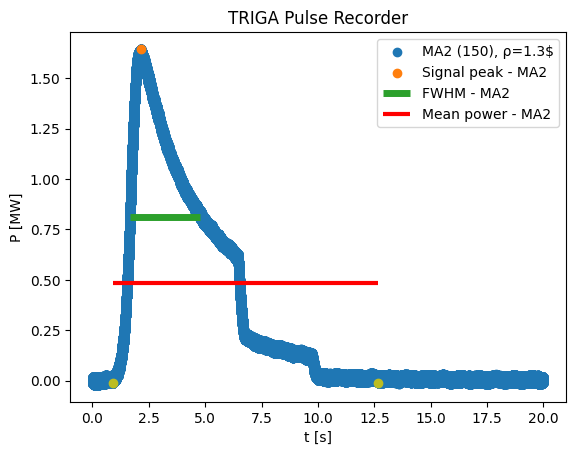 TRIGA Pulse Recorder
MA2 (150), ρ=1.3$
Signal peak - MA2
FWHM - MA2
Mean power - MA2
P [MW]
1.50
1.25
1.00
0.75
0.50
0.25
0.00
0.0 2.5 5.0 7.5 10.0 12.5 15.0 17.5 20.0
t [s]